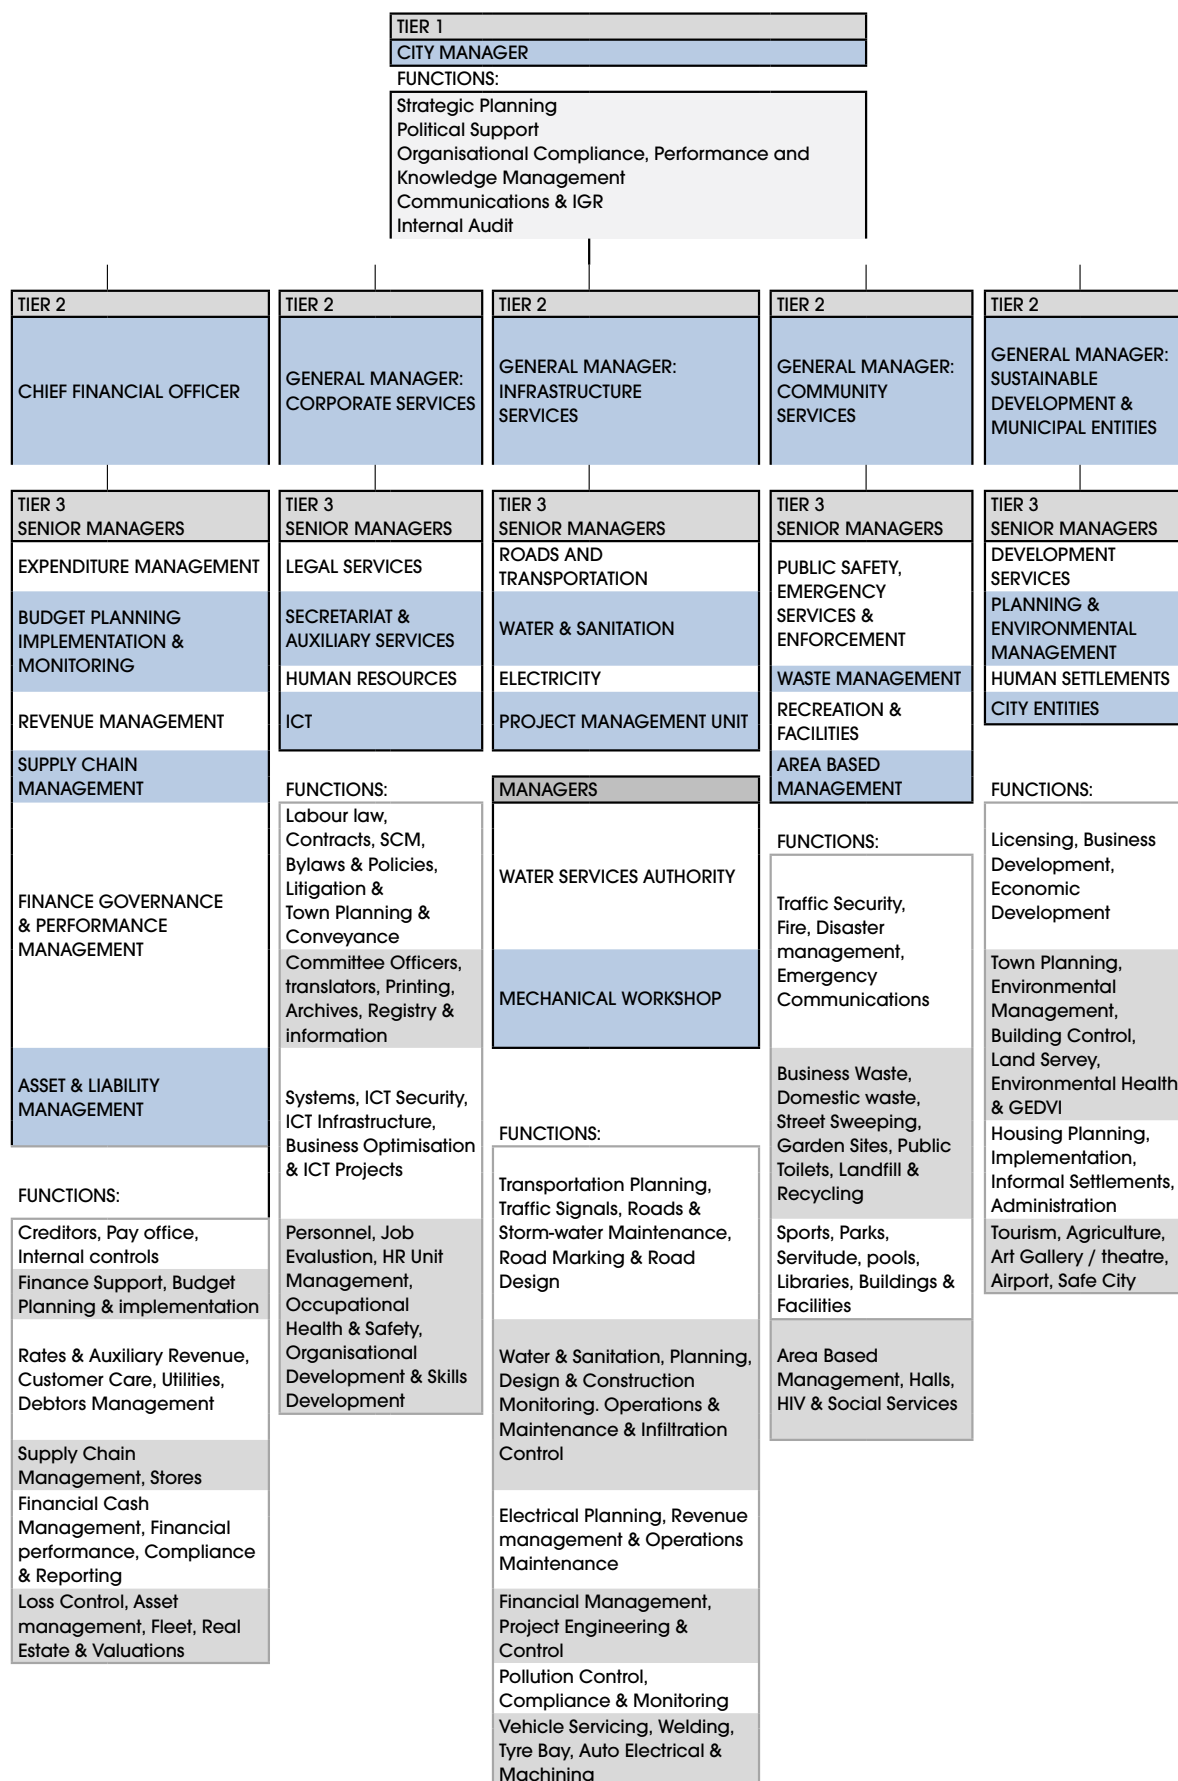 TIER 1
CITY MANAGER
FUNCTIONS:
Strategic Planning
Political Support
Organisational Compliance, Performance and
Knowledge Management
Communications & IGR
Internal Audit
TIER 2
CHIEF FINANCIAL OFFICER
TIER 3
SENIOR MANAGERS
EXPENDITURE MANAGEMENT
BUDGET PLANNING
IMPLEMENTATION &
MONITORING
REVENUE MANAGEMENT
SUPPLY CHAIN
MANAGEMENT
FINANCE GOVERNANCE
& PERFORMANCE
MANAGEMENT
ASSET & LIABILITY
MANAGEMENT
FUNCTIONS:
Creditors, Pay office,
Internal controls
Finance Support, Budget
Planning & implementation
Rates & Auxiliary Revenue,
Customer Care, Utilities,
Debtors Management
Supply Chain
Management, Stores
Financial Cash
Management, Financial
performance, Compliance
& Reporting
Loss Control, Asset
management, Fleet, Real
Estate & Valuations
TIER 2
GENERAL MANAGER:
CORPORATE SERVICES
TIER 3
SENIOR MANAGERS
LEGAL SERVICES
SECRETARIAT &
AUXILIARY SERVICES
HUMAN RESOURCES
ICT
FUNCTIONS:
Labour law,
Contracts, SCM,
Bylaws & Policies,
Litigation &
Town Planning &
Conveyance
Committee Officers,
translators, Printing,
Archives, Registry &
information
Systems, ICT Security,
ICT Infrastructure,
Business Optimisation
& ICT Projects
Personnel, Job
Evalustion, HR Unit
Management,
Occupational
Health & Safety,
Organisational
Development & Skills
Development
TIER 2
GENERAL MANAGER:
INFRASTRUCTURE
SERVICES
TIER 3
SENIOR MANAGERS
ROADS AND
TRANSPORTATION
WATER & SANITATION
ELECTRICITY
PROJECT MANAGEMENT UNIT
MANAGERS
WATER SERVICES AUTHORITY
MECHANICAL WORKSHOP
FUNCTIONS:
Transportation Planning,
Traffic Signals, Roads &
Storm-water Maintenance,
Road Marking & Road
Design
Water & Sanitation, Planning,
Design & Construction
Monitoring. Operations &
Maintenance & Infiltration
Control
Electrical Planning, Revenue
management & Operations
Maintenance
Financial Management,
Project Engineering &
Control
Pollution Control,
Compliance & Monitoring
Vehicle Servicing, Welding,
Tyre Bay, Auto Electrical &
Machining
TIER 2
GENERAL MANAGER:
COMMUNITY
SERVICES
TIER 3
SENIOR MANAGERS
PUBLIC SAFETY,
EMERGENCY
SERVICES &
ENFORCEMENT
WASTE MANAGEMENT
RECREATION &
FACILITIES
AREA BASED
MANAGEMENT
FUNCTIONS:
Traffic Security,
Fire, Disaster
management,
Emergency
Communications
Business Waste,
Domestic waste,
Street Sweeping,
Garden Sites, Public
Toilets, Landfill &
Recycling
Sports, Parks,
Servitude, pools,
Libraries, Buildings &
Facilities
Area Based
Management, Halls,
HIV & Social Services
TIER 2
GENERAL MANAGER:
SUSTAINABLE
DEVELOPMENT &
MUNICIPAL ENTITIES
TIER 3
SENIOR MANAGERS
DEVELOPMENT
SERVICES
PLANNING &
ENVIRONMENTAL
MANAGEMENT
HUMAN SETTLEMENTS
CITY ENTITIES
FUNCTIONS:
Licensing, Business
Development,
Economic
Development
Town Planning,
Environmental
Management,
Building Control,
Land Servey,
Environmental Health
& GEDVI
Housing Planning,
Implementation,
Informal Settlements,
Administration
Tourism, Agriculture,
Art Gallery / theatre,
Airport, Safe City